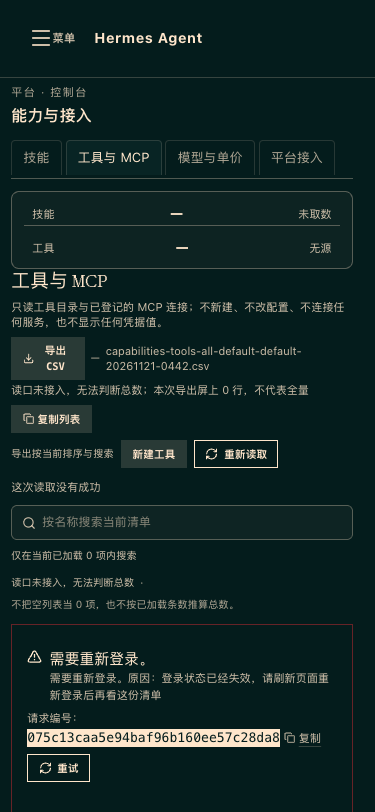 菜单 Hermes Agent
平台 · 控制台
能力与接入
技能 工具与 MCP 模型与单价 平台接入
技能 — 未取数
工具 — 无源
工具与 MCP
只读工具目录与已登记的 MCP 连接；不新建、不改配置、不连接任
何服务，也不显示任何凭据值。
导出
CSV
— capabilities-tools-all-default-default-
20261121-0442.csv
读口未接入，无法判断总数；本次导出屏上 0 行，不代表全量
复制列表
导出按当前排序与搜索 新建工具 重新读取
这次读取没有成功
按名称搜索当前清单
仅在当前已加载 0 项内搜索
读口未接入，无法判断总数 ·
不把空列表当 0 项，也不按已加载条数推算总数。
需要重新登录。
需要重新登录。原因：登录状态已经失效，请刷新页面重
新登录后再看这份清单
请求编号：
075c13caa5e94baf96b160ee57c28da8 复制
重试